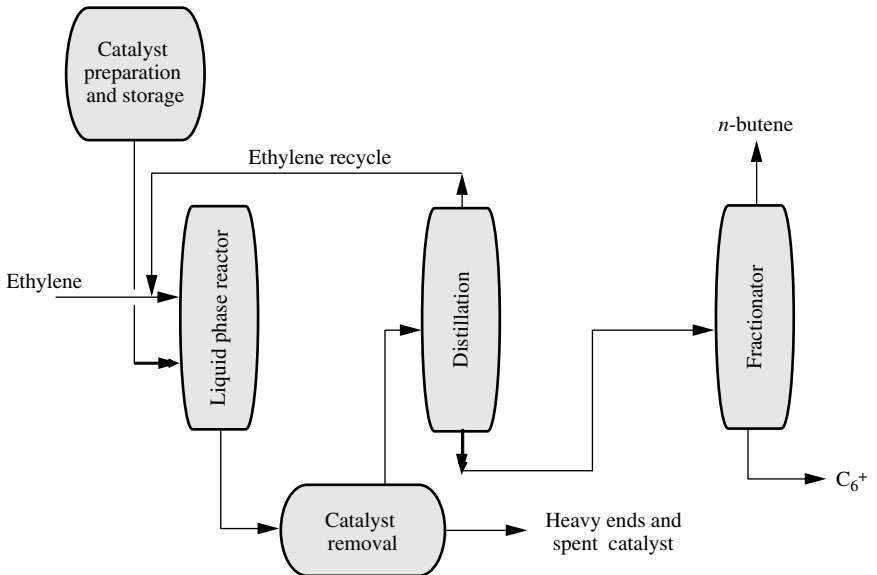 Catalyst
preparation
and storage
n-butene
Ethylene recycle
Ethylene
Liquid phase reactor
Distillation
Fractionator
C₆⁺
Catalyst
removal
Heavy ends and
spent catalyst